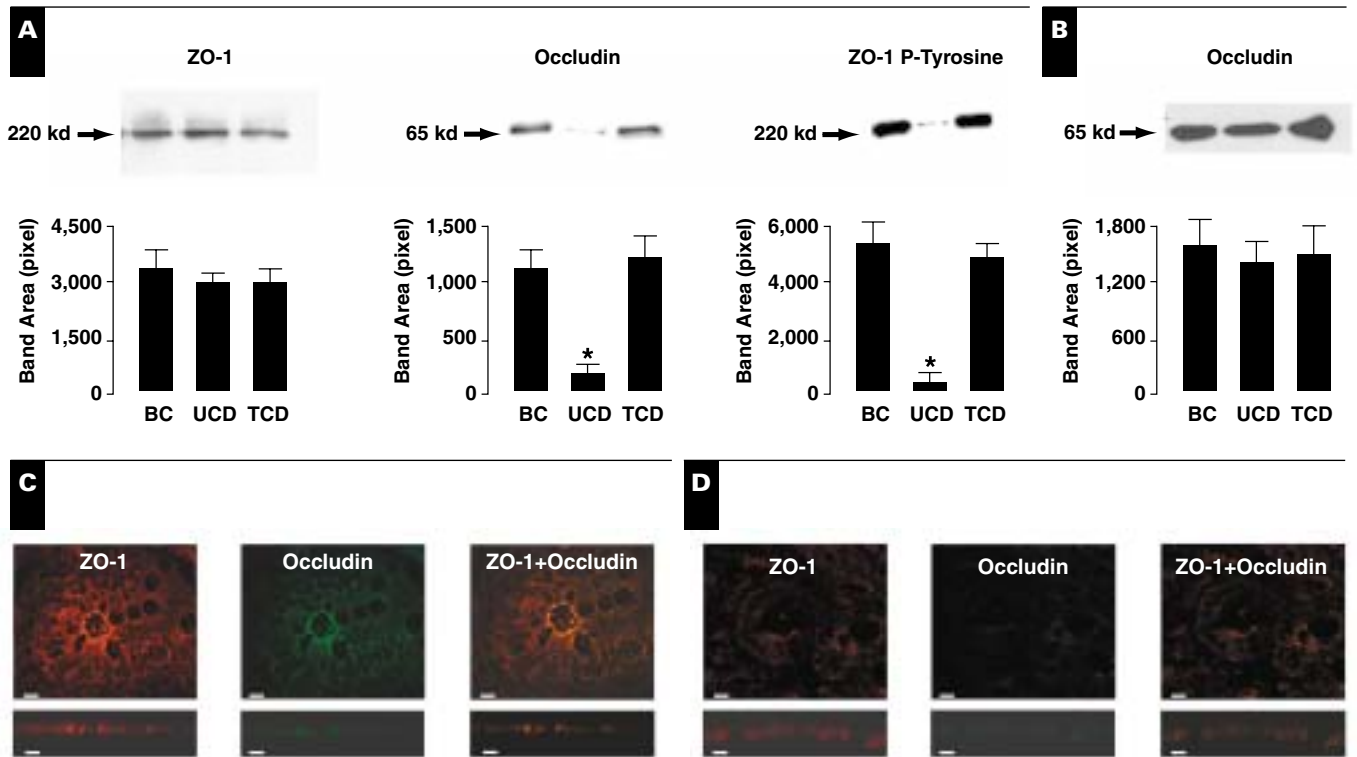 A
ZO-1
220 kd
Band Area (pixel)
4,500
3,000
1,500
0
BC UCD TCD
Occludin
65 kd
Band Area (pixel)
1,500
1,000
500
0
*
BC UCD TCD
ZO-1 P-Tyrosine
220 kd
Band Area (pixel)
6,000
4,000
2,000
0
*
BC UCD TCD
B
Occludin
65 kd
Band Area (pixel)
1,800
1,200
600
0
BC UCD TCD
C
ZO-1
Occludin
ZO-1+Occludin
D
ZO-1
Occludin
ZO-1+Occludin